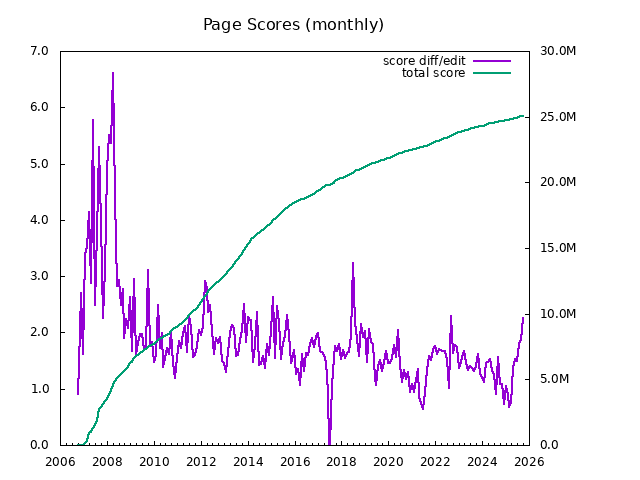 Page Scores (monthly)
score diff/edit
total score
7.0
6.0
5.0
4.0
3.0
2.0
1.0
0.0
30.0M
25.0M
20.0M
15.0M
10.0M
5.0M
0.0
2006 2008 2010 2012 2014 2016 2018 2020 2022 2024 2026